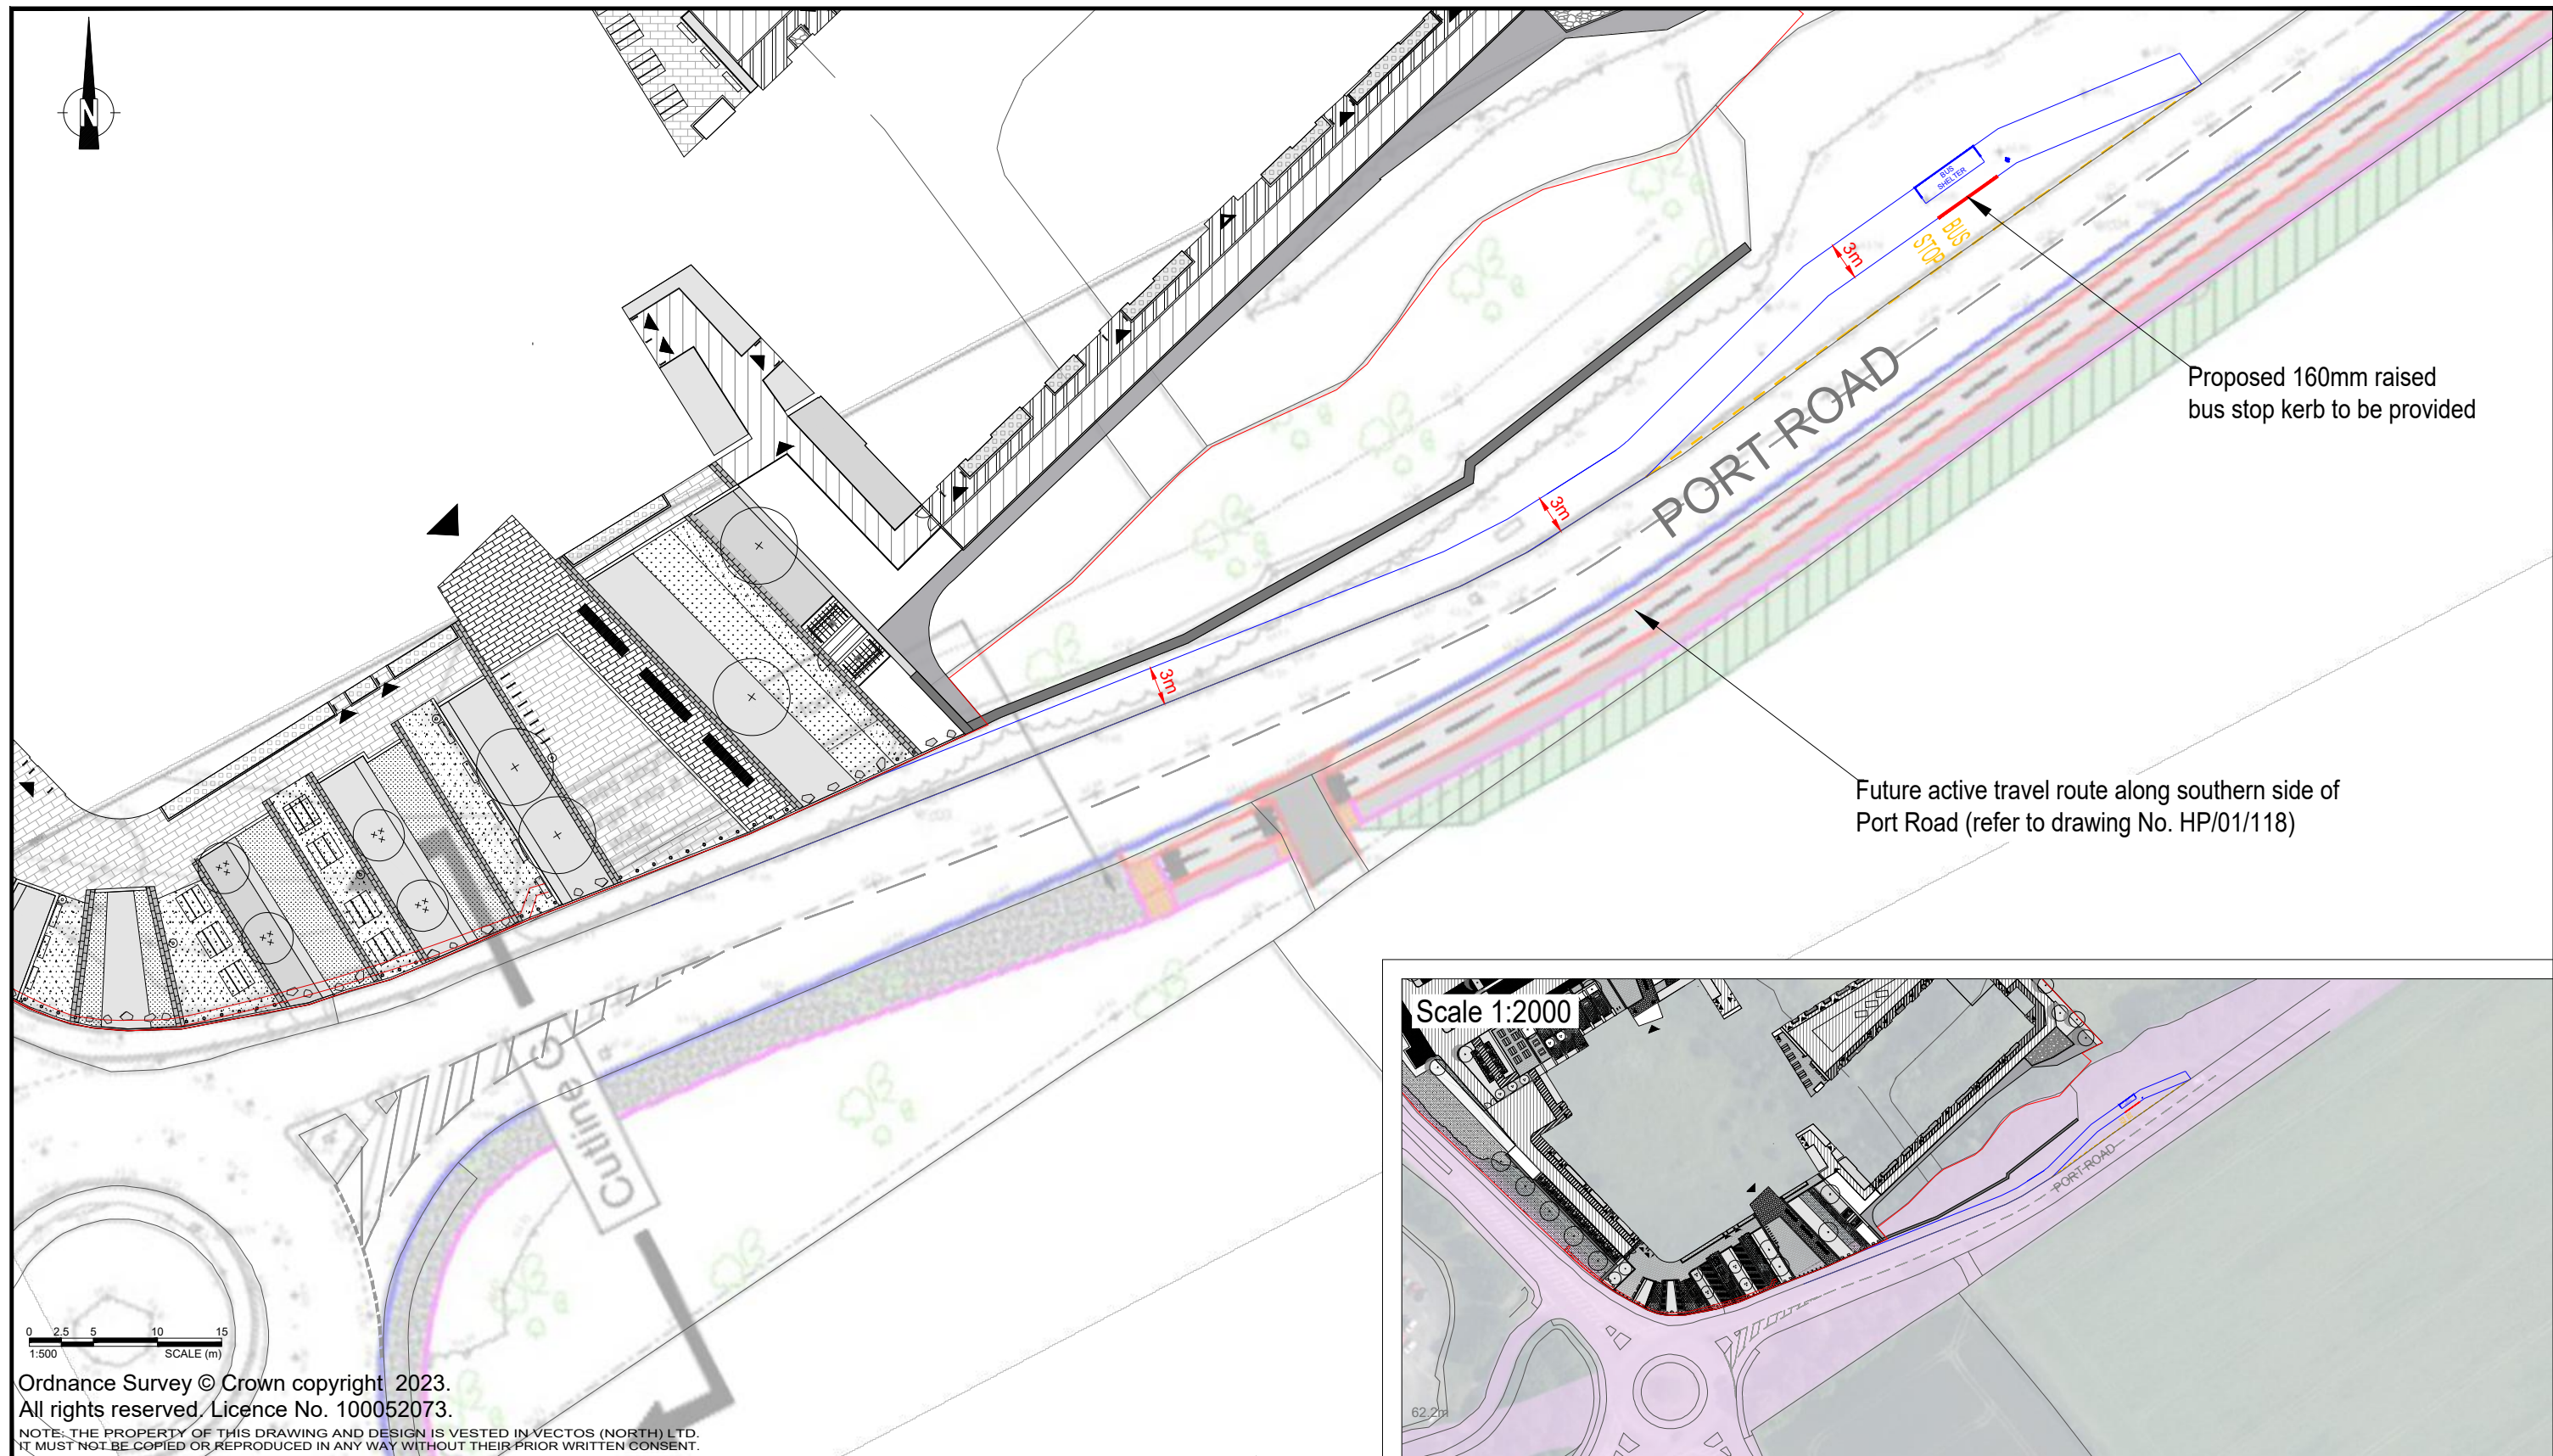 N
BUS
SHELTER
3m
BUS
STOP
Proposed 160mm raised
bus stop kerb to be provided
PORT ROAD
3m
3m
Future active travel route along southern side of
Port Road (refer to drawing No. HP/01/118)
Cutline C
Scale 1:2000
PORT ROAD
62.2m
0 2.5 5 10 15
1:500 SCALE (m)
Ordnance Survey © Crown copyright 2023.
All rights reserved. Licence No. 100052073.
NOTE: THE PROPERTY OF THIS DRAWING AND DESIGN IS VESTED IN VECTOS (NORTH) LTD.
IT MUST NOT BE COPIED OR REPRODUCED IN ANY WAY WITHOUT THEIR PRIOR WRITTEN CONSENT.